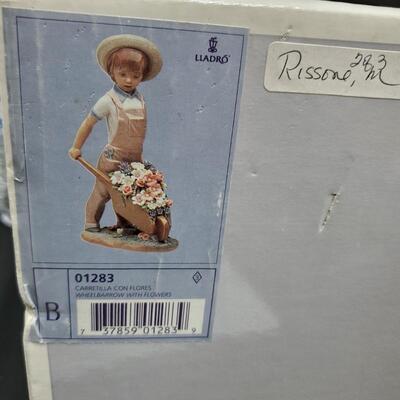 LLADRÓ
283
Rissone, M
01283
CARRETILLA CON FLORES
WHEELBARROW WITH FLOWERS
B
7 37859 01283 9